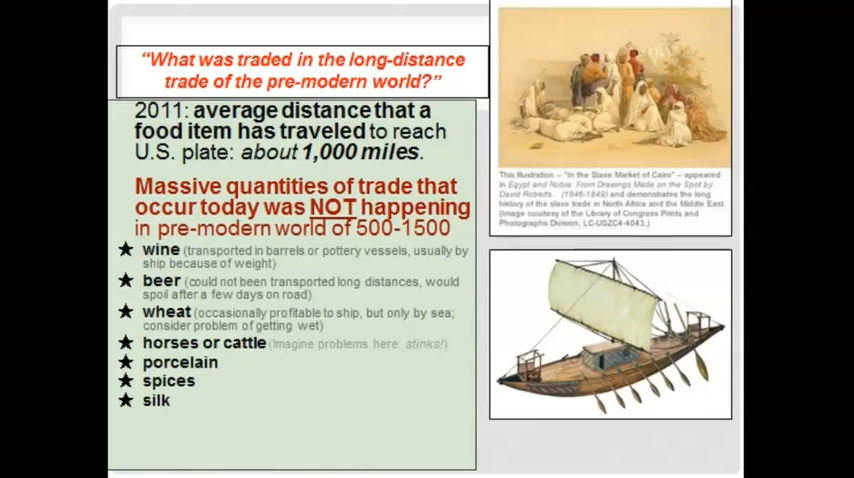 “What was traded in the long-distance
trade of the pre-modern world?”
2011: average distance that a
food item has traveled to reach
U.S. plate: about 1,000 miles.
Massive quantities of trade that
occur today was NOT happening
in pre-modern world of 500-1500
★ wine (transported in barrels or pottery vessels, usually by
ship because of weight)
★ beer (could not been transported long distances, would
spoil after a few days on road)
★ wheat (occasionally profitable to ship, but only by sea;
consider problem of getting wet)
★ horses or cattle (Imagine problems here: stinks!)
★ porcelain
★ spices
★ silk
This illustration – "In the Slave Market of Cairo" – appeared
in Egypt and Nubia: From Drawings Made on the Spot by
David Roberts. (1846-1849) and demonstrates the long
history of the slave trade in North Africa and the Middle East.
(Image courtesy of the Library of Congress Prints and
Photographs Division, LC-USZC4-4043.)